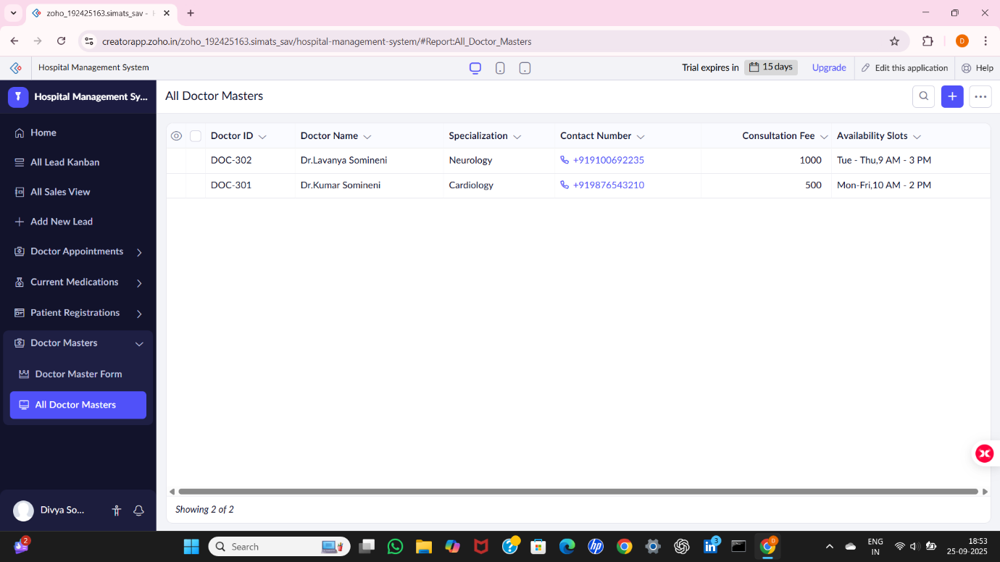 zoho_192425163.simats_sav -
creatorapp.zoho.in/zoho_192425163.simats_sav/hospital-management-system/#Report:All_Doctor_Masters
D
Hospital Management System
Trial expires in 15 days Upgrade Edit this application Help
Hospital Management Sy...
All Doctor Masters
Home
All Lead Kanban
All Sales View
Add New Lead
Doctor Appointments
Current Medications
Patient Registrations
Doctor Masters
Doctor Master Form
All Doctor Masters
Divya So...
Doctor ID Doctor Name Specialization Contact Number Consultation Fee Availability Slots
DOC-302 Dr.Lavanya Somineni Neurology +919100692235 1000 Tue - Thu,9 AM - 3 PM
DOC-301 Dr.Kumar Somineni Cardiology +919876543210 500 Mon-Fri,10 AM - 2 PM
Showing 2 of 2
2
Search
hp
3
D
ENG
IN
18:53
25-09-2025